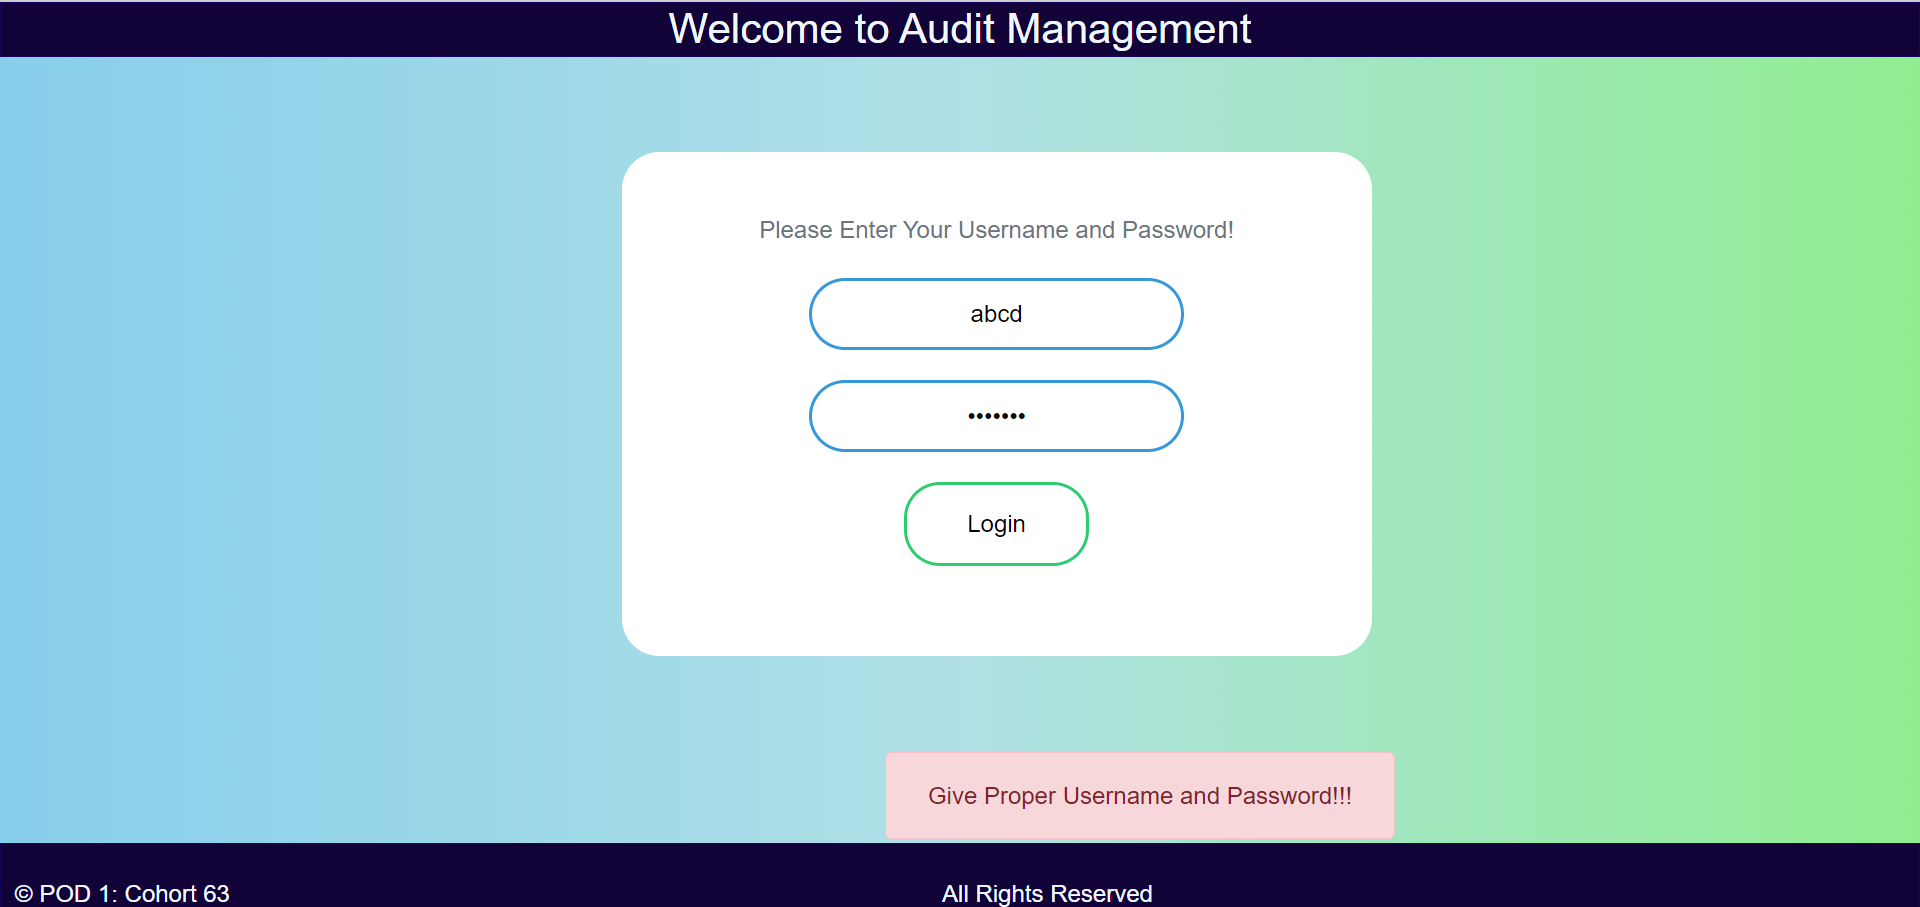 Welcome to Audit Management
Please Enter Your Username and Password!
abcd
•••••••
Login
Give Proper Username and Password!!!
© POD 1: Cohort 63
All Rights Reserved